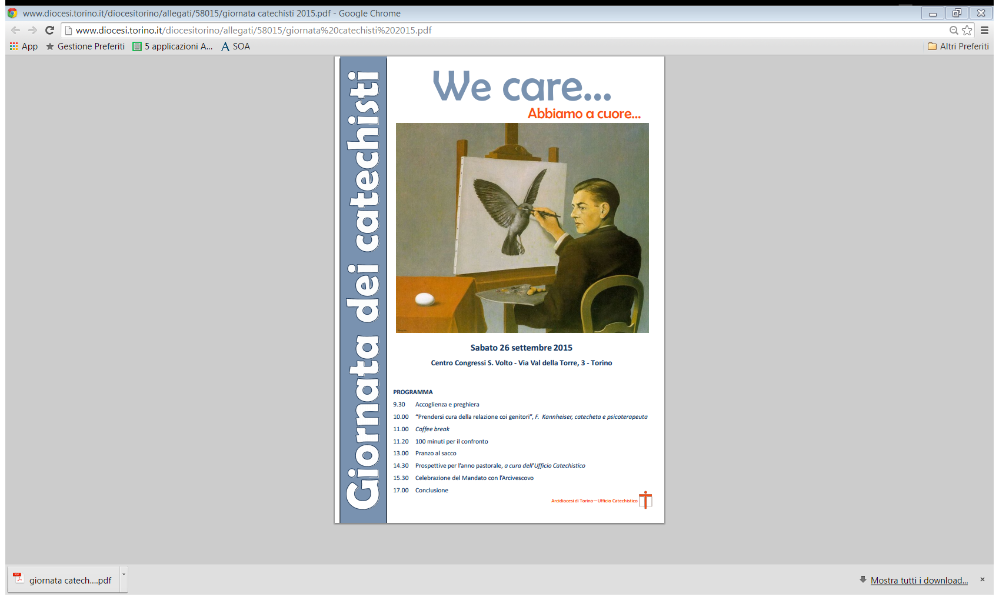 www.diocesi.torino.it/diocesitorino/allegati/58015/giornata catechisti 2015.pdf - Google Chrome
www.diocesi.torino.it/diocesitorino/allegati/58015/giornata%20catechisti%202015.pdf
App Gestione Preferiti 5 applicazioni A... SOA Altri Preferiti
Giornata dei catechisti
We care...
Abbiamo a cuore...
Sabato 26 settembre 2015
Centro Congressi S. Volto - Via Val della Torre, 3 - Torino
PROGRAMMA
9.30 Accoglienza e preghiera
10.00 “Prendersi cura della relazione coi genitori”, F. Kannheiser, catecheta e psicoterapeuta
11.00 Coffee break
11.20 100 minuti per il confronto
13.00 Pranzo al sacco
14.30 Prospettive per l’anno pastorale, a cura dell’Ufficio Catechistico
15.30 Celebrazione del Mandato con l’Arcivescovo
17.00 Conclusione
Arcidiocesi di Torino—Ufficio Catechistico
giornata catech....pdf
Mostra tutti i download...